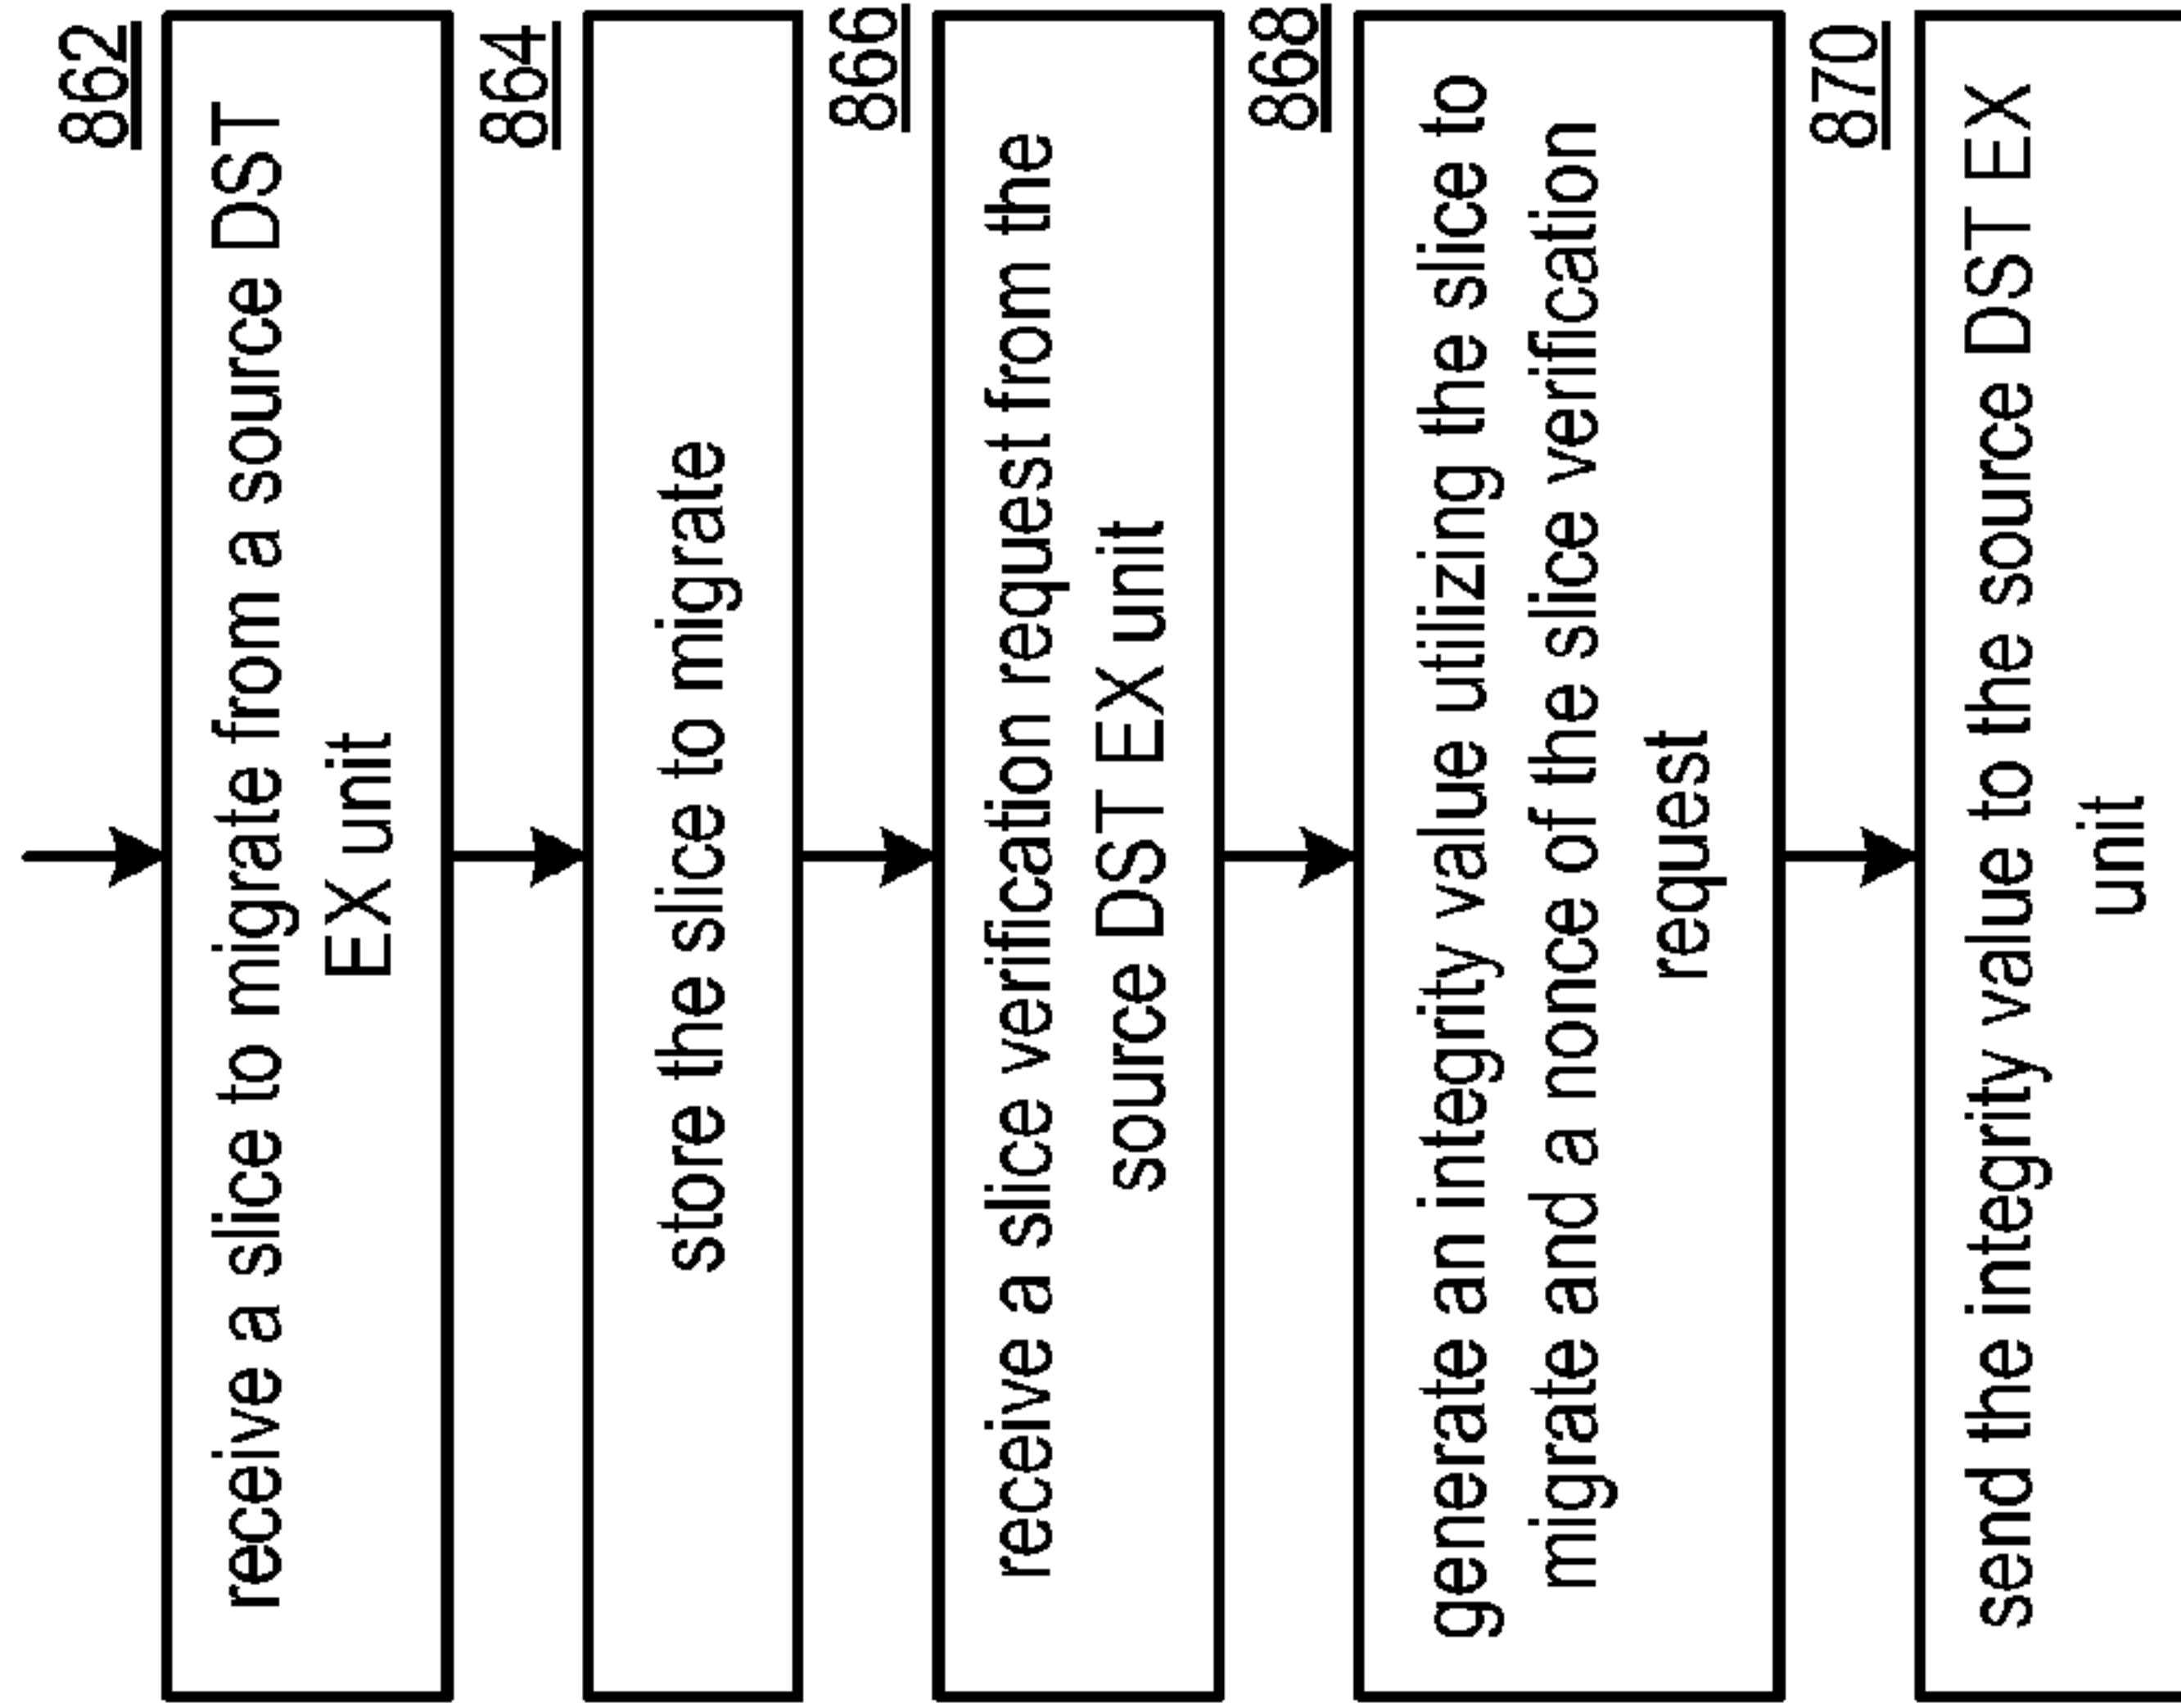 862
receive a slice to migrate from a source DST
EX unit
864
store the slice to migrate
866
receive a slice verification request from the
source DST EX unit
868
generate an integrity value utilizing the slice to
migrate and a nonce of the slice verification
request
870
send the integrity value to the source DST EX
unit